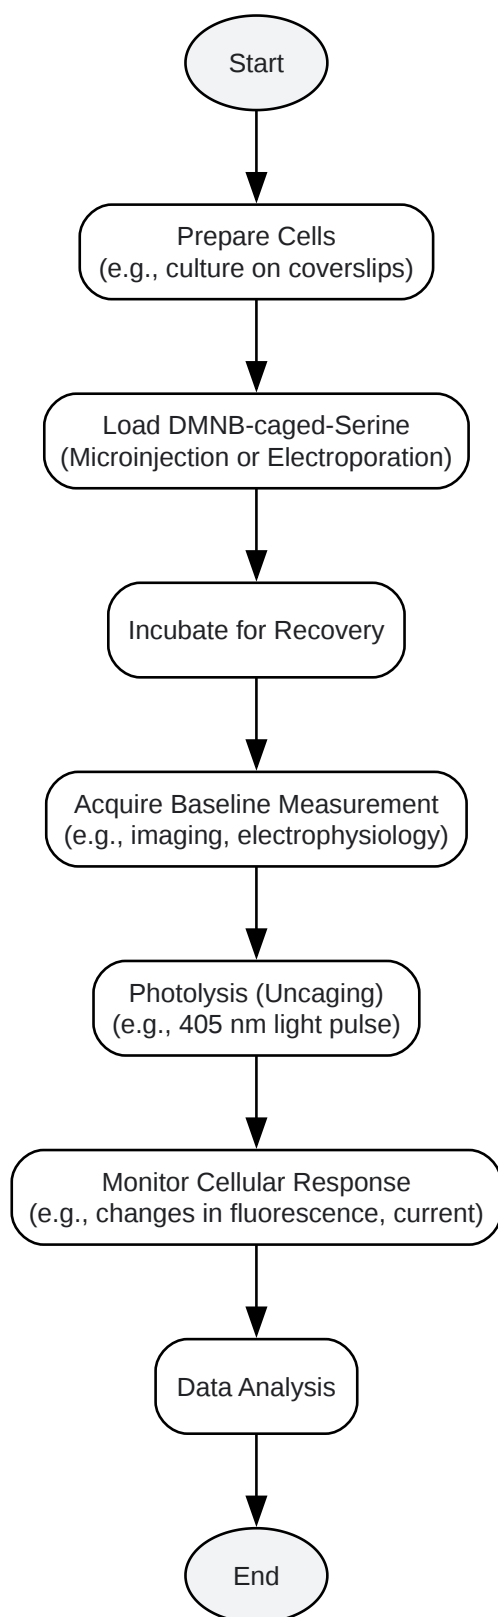 Start
Prepare Cells
(e.g., culture on coverslips)
Load DMNB-caged-Serine
(Microinjection or Electroporation)
Incubate for Recovery
Acquire Baseline Measurement
(e.g., imaging, electrophysiology)
Photolysis (Uncaging)
(e.g., 405 nm light pulse)
Monitor Cellular Response
(e.g., changes in fluorescence, current)
Data Analysis
End